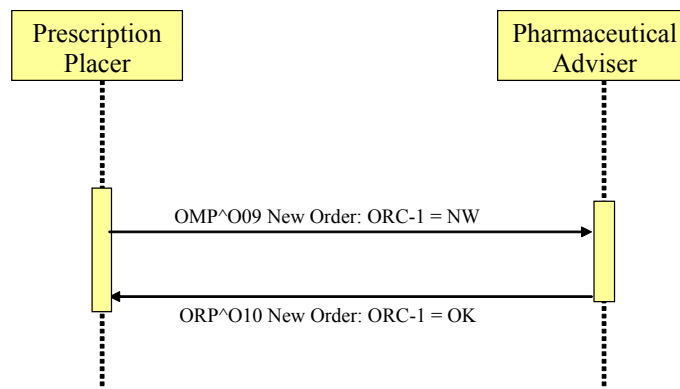 Prescription
Placer
Pharmaceutical
Adviser
OMP^O09 New Order: ORC-1 = NW
ORP^O10 New Order: ORC-1 = OK